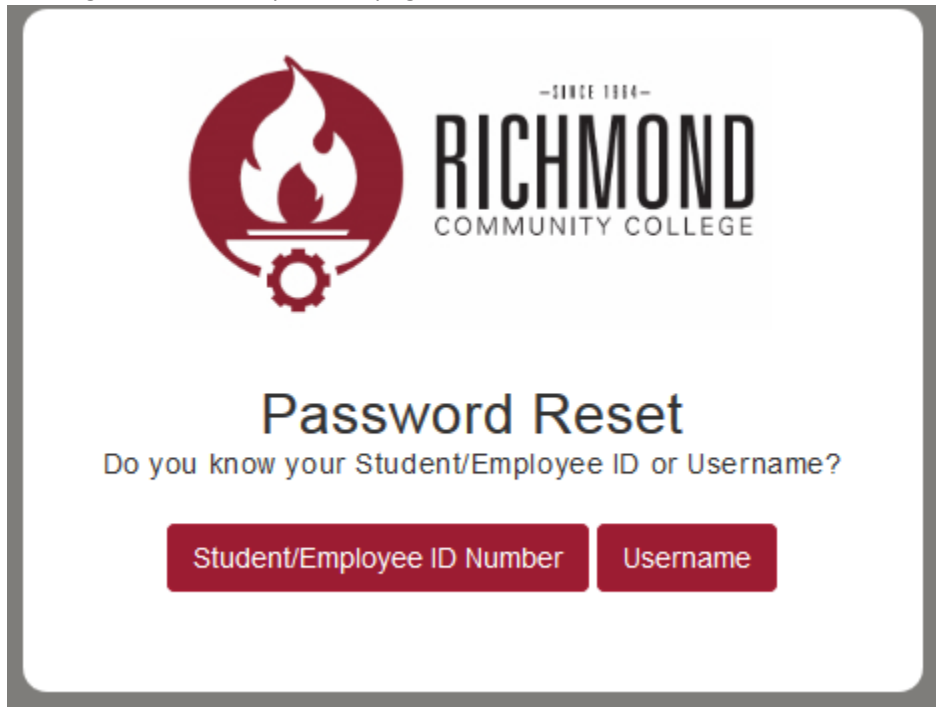 -SINCE 1964-
RICHMOND
COMMUNITY COLLEGE
Password Reset
Do you know your Student/Employee ID or Username?
Student/Employee ID Number Username